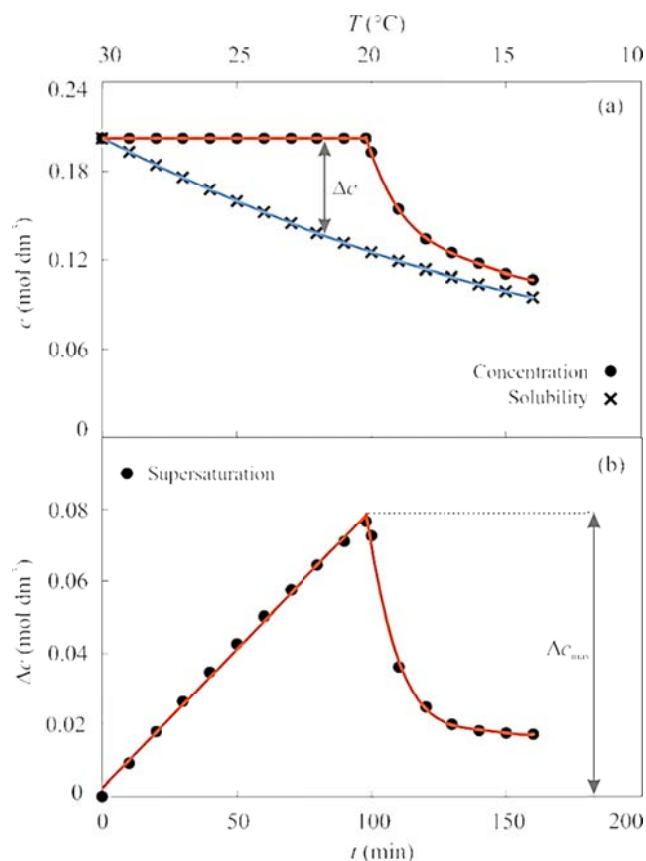 T (°C)
30 25 20 15 10
0.24
(a)
0.18
Δc
0.12
c (mol dm⁻³)
0.06
Concentration
Solubility
0
(b)
Supersaturation
0.08
0.06
Δc (mol dm⁻³)
Δc max
0.04
0.02
0
0 50 100 150 200
t (min)